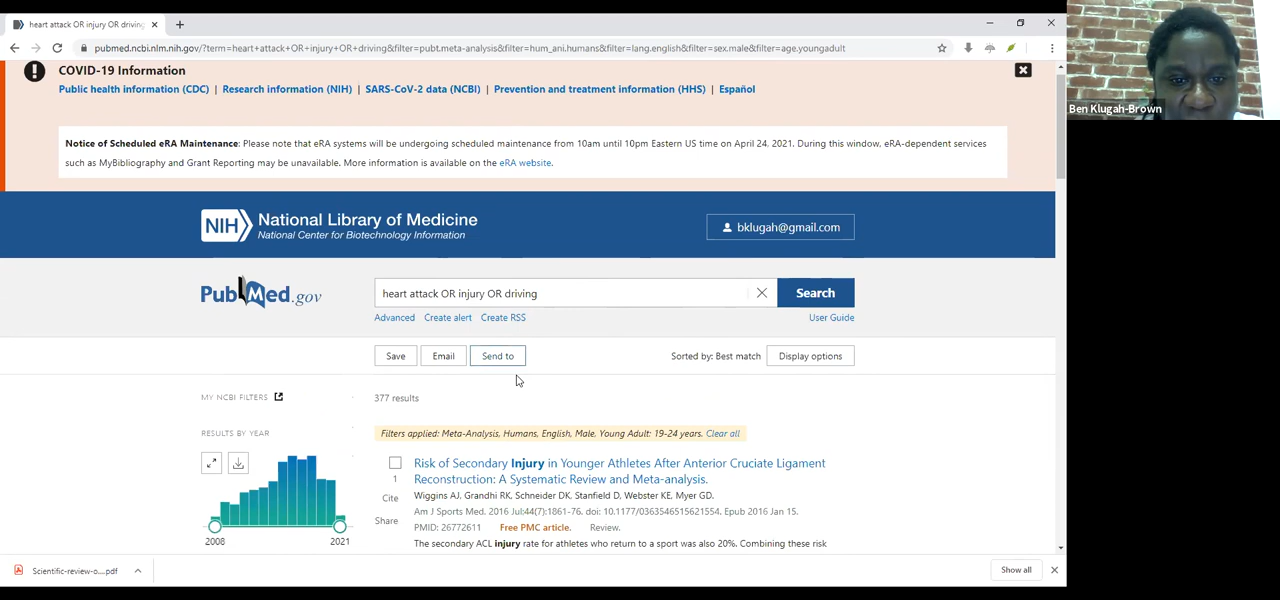 heart attack OR injury OR driving
pubmed.ncbi.nlm.nih.gov/?term=heart+attack+OR+injury+OR+driving&filter=pubt.meta-analysis&filter=hum_ani.humans&filter=lang.english&filter=sex.male&filter=age.youngadult
COVID-19 Information
Public health information (CDC) | Research information (NIH) | SARS-CoV-2 data (NCBI) | Prevention and treatment information (HHS) | Español
Ben Klugah-Brown
Notice of Scheduled eRA Maintenance: Please note that eRA systems will be undergoing scheduled maintenance from 10am until 10pm Eastern US time on April 24, 2021. During this window, eRA-dependent services
such as MyBibliography and Grant Reporting may be unavailable. More information is available on the eRA website.
NIH National Library of Medicine
National Center for Biotechnology Information
bklugah@gmail.com
PubMed.gov
heart attack OR injury OR driving
Search
Advanced Create alert Create RSS User Guide
Save Email Send to Sorted by: Best match Display options
MY NCBI FILTERS
377 results
RESULTS BY YEAR
Filters applied: Meta-Analysis, Humans, English, Male, Young Adult: 19-24 years. Clear all
Risk of Secondary Injury in Younger Athletes After Anterior Cruciate Ligament
1 Reconstruction: A Systematic Review and Meta-analysis.
Cite Wiggins AJ, Grandhi RK, Schneider DK, Stanfield D, Webster KE, Myer GD.
Am J Sports Med. 2016 Jul;44(7):1861-76. doi: 10.1177/0363546515621554. Epub 2016 Jan 15.
Share PMID: 26772611 Free PMC article. Review.
2008 2021 The secondary ACL injury rate for athletes who return to a sport was also 20%. Combining these risk
Scientific-review-o....pdf Show all